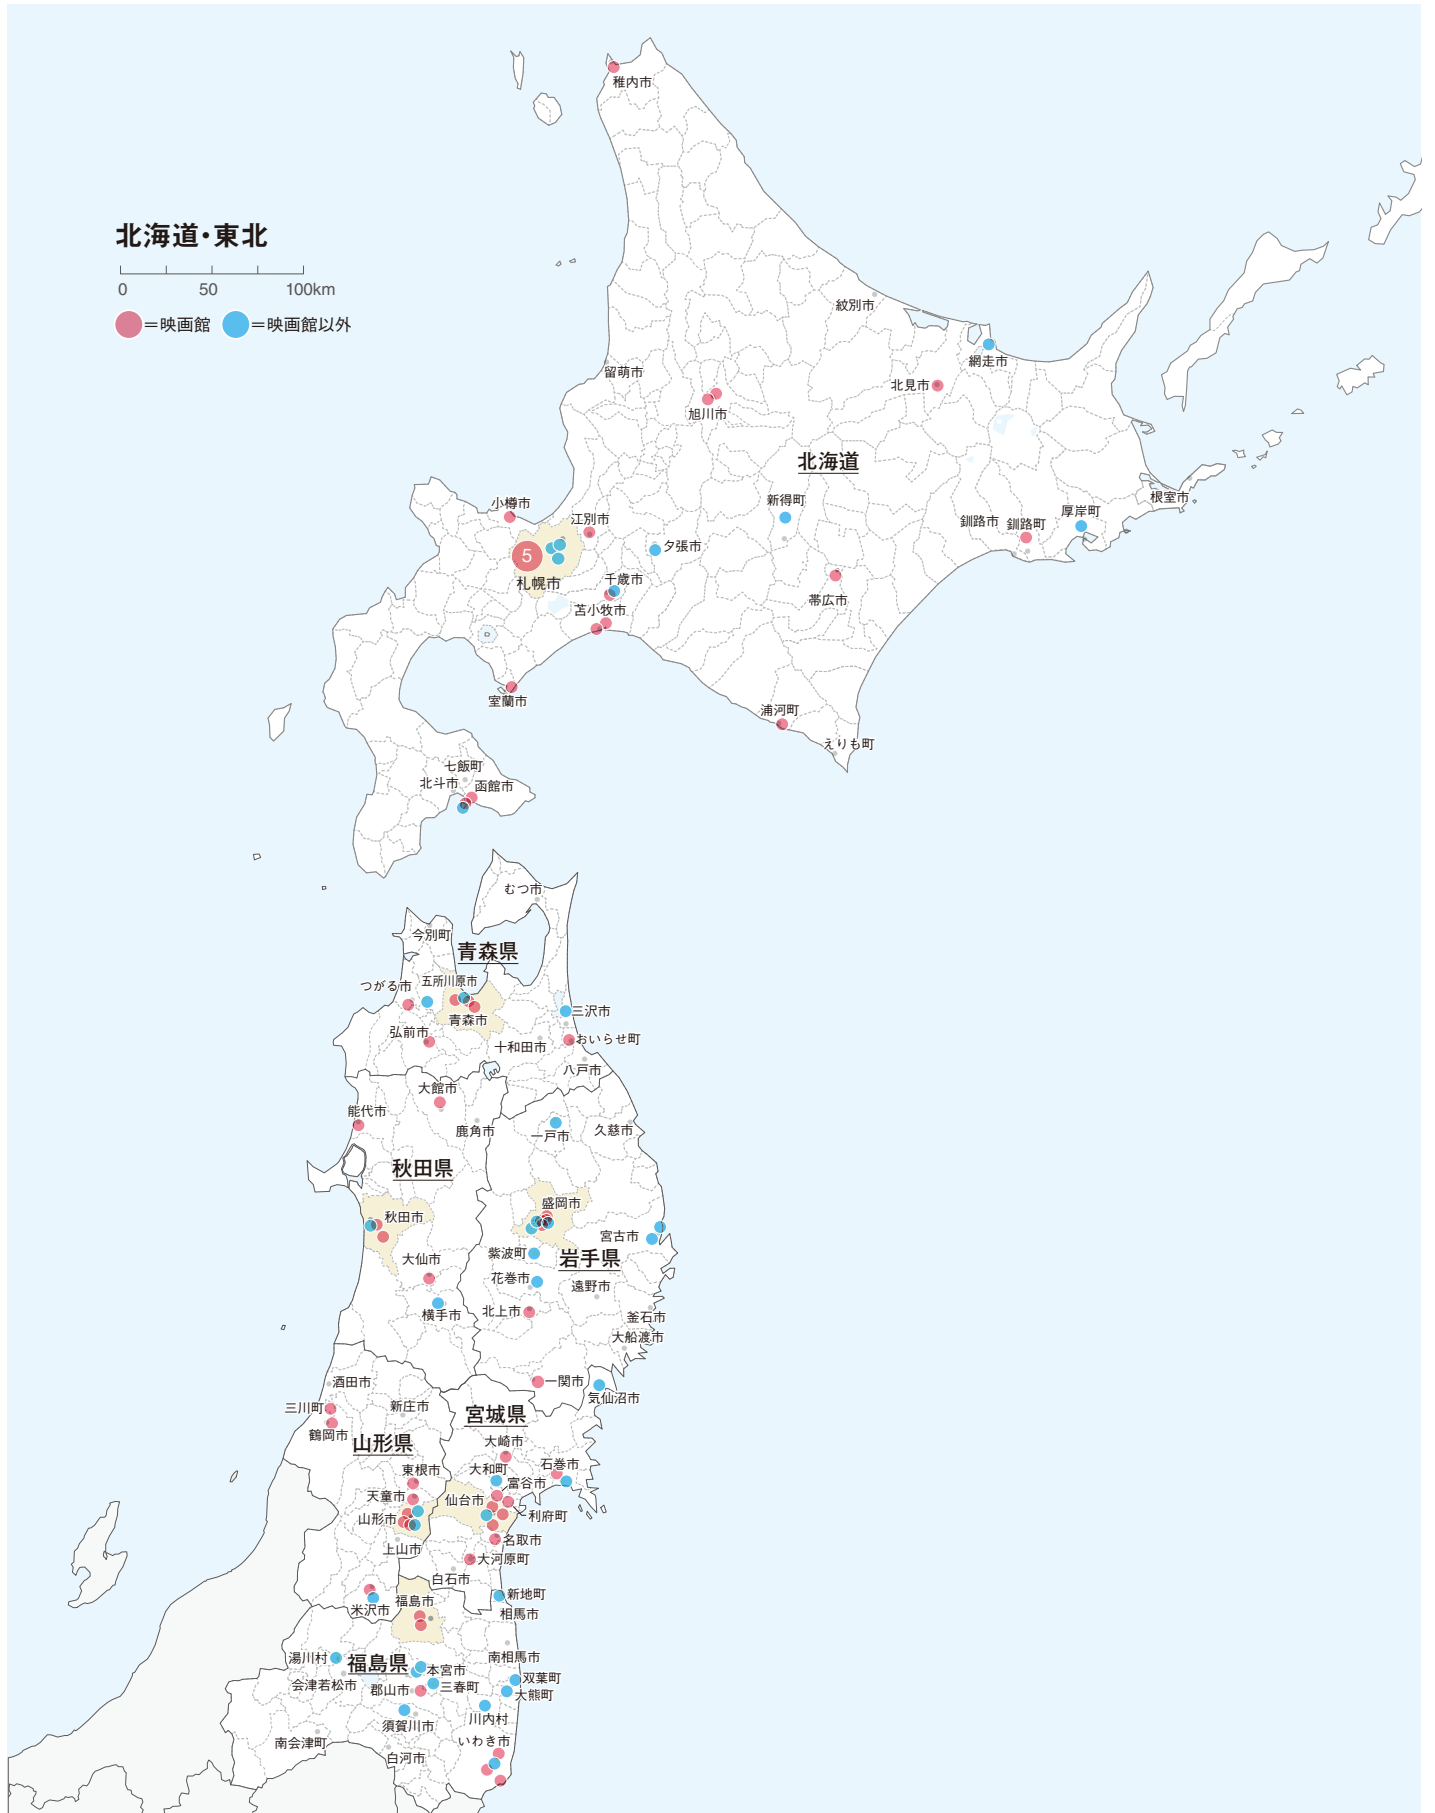 北海道・東北
0 50 100km
＝映画館 ＝映画館以外
稚内市
紋別市
網走市
留萌市
北見市
旭川市
北海道
根室市
新得町
小樽市
厚岸町
江別市
釧路市
釧路町
夕張市
5
札幌市
千歳市
帯広市
苫小牧市
室蘭市
浦河町
えりも町
七飯町
北斗市
函館市
むつ市
今別町
青森県
つがる市
五所川原市
三沢市
青森市
弘前市
おいらせ町
十和田市
八戸市
大館市
能代市
鹿角市
一戸市
久慈市
秋田県
盛岡市
秋田市
宮古市
紫波町
岩手県
大仙市
花巻市
遠野市
横手市
北上市
釜石市
大船渡市
酒田市
一関市
気仙沼市
三川町
新庄市
宮城県
鶴岡市
山形県
大崎市
東根市
大和町
石巻市
富谷市
天童市
仙台市
山形市
利府町
上山市
名取市
大河原町
白石市
新地町
米沢市
福島市
相馬市
湯川村
福島県
南相馬市
本宮市
双葉町
会津若松市
郡山市
三春町
大熊町
須賀川市
川内村
南会津町
いわき市
白河市